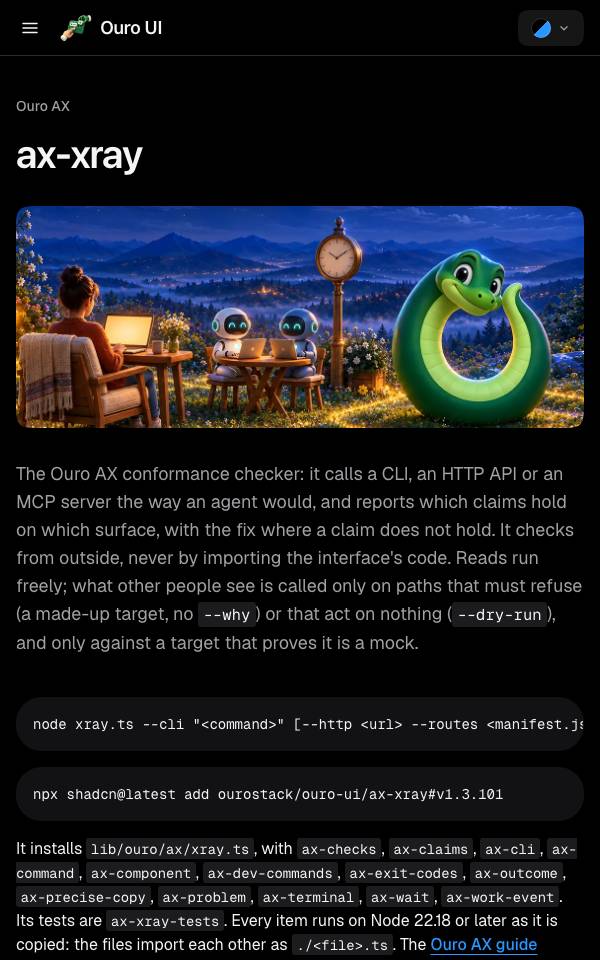 Ouro UI
Ouro AX
ax-xray
The Ouro AX conformance checker: it calls a CLI, an HTTP API or an
MCP server the way an agent would, and reports which claims hold
on which surface, with the fix where a claim does not hold. It checks
from outside, never by importing the interface's code. Reads run
freely; what other people see is called only on paths that must refuse
(a made-up target, no --why) or that act on nothing (--dry-run),
and only against a target that proves it is a mock.
node xray.ts --cli "<command>" [--http <url> --routes <manifest.js
npx shadcn@latest add ourostack/ouro-ui/ax-xray#v1.3.101
It installs lib/ouro/ax/xray.ts, with ax-checks, ax-claims, ax-cli, ax-
command, ax-component, ax-dev-commands, ax-exit-codes, ax-outcome,
ax-precise-copy, ax-problem, ax-terminal, ax-wait, ax-work-event.
Its tests are ax-xray-tests. Every item runs on Node 22.18 or later as it is
copied: the files import each other as ./<file>.ts. The Ouro AX guide